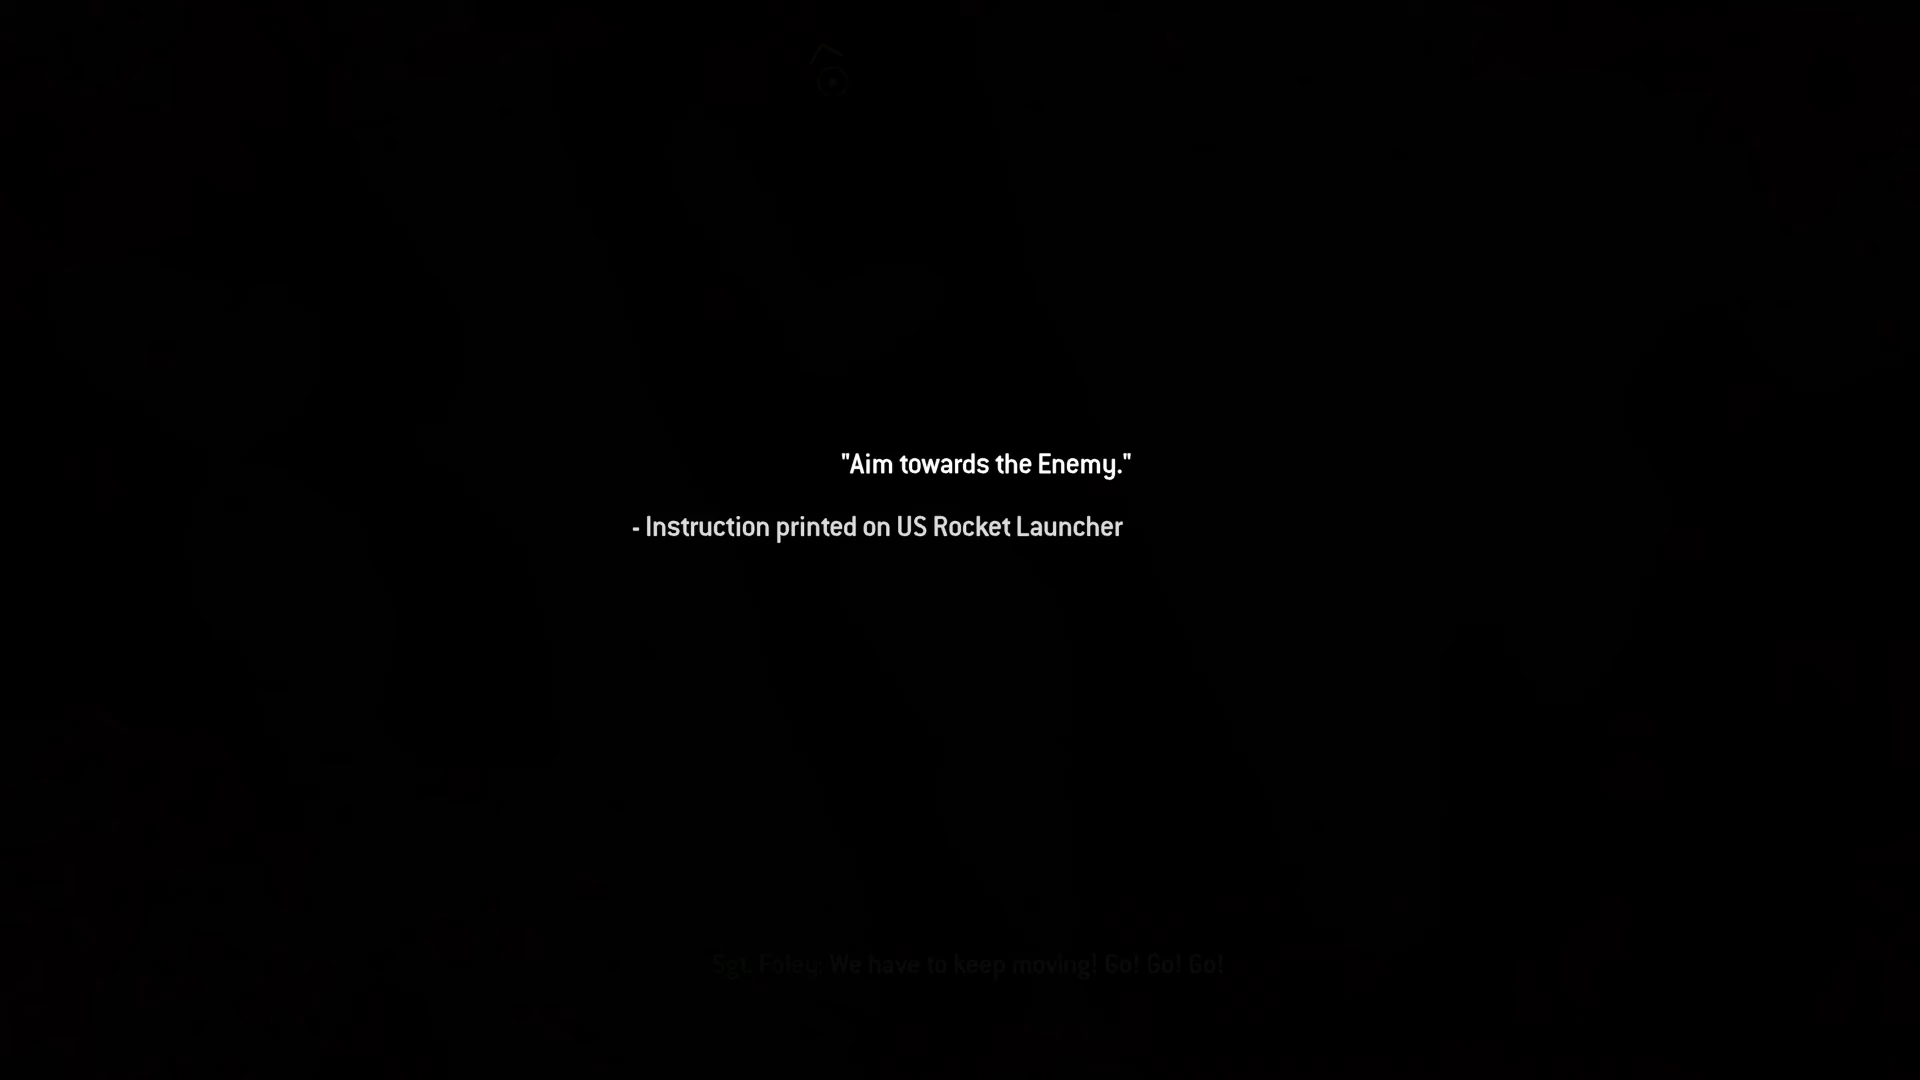 "Aim towards the Enemy."
- Instruction printed on US Rocket Launcher
Sgt. Foley: We have to keep moving! Go! Go! Go!